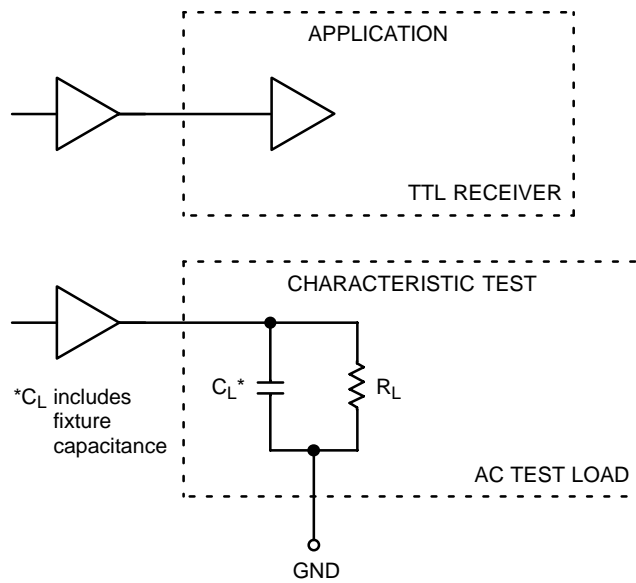 APPLICATION
TTL RECEIVER
CHARACTERISTIC TEST
*CL includes
fixture
capacitance
CL*
RL
AC TEST LOAD
GND